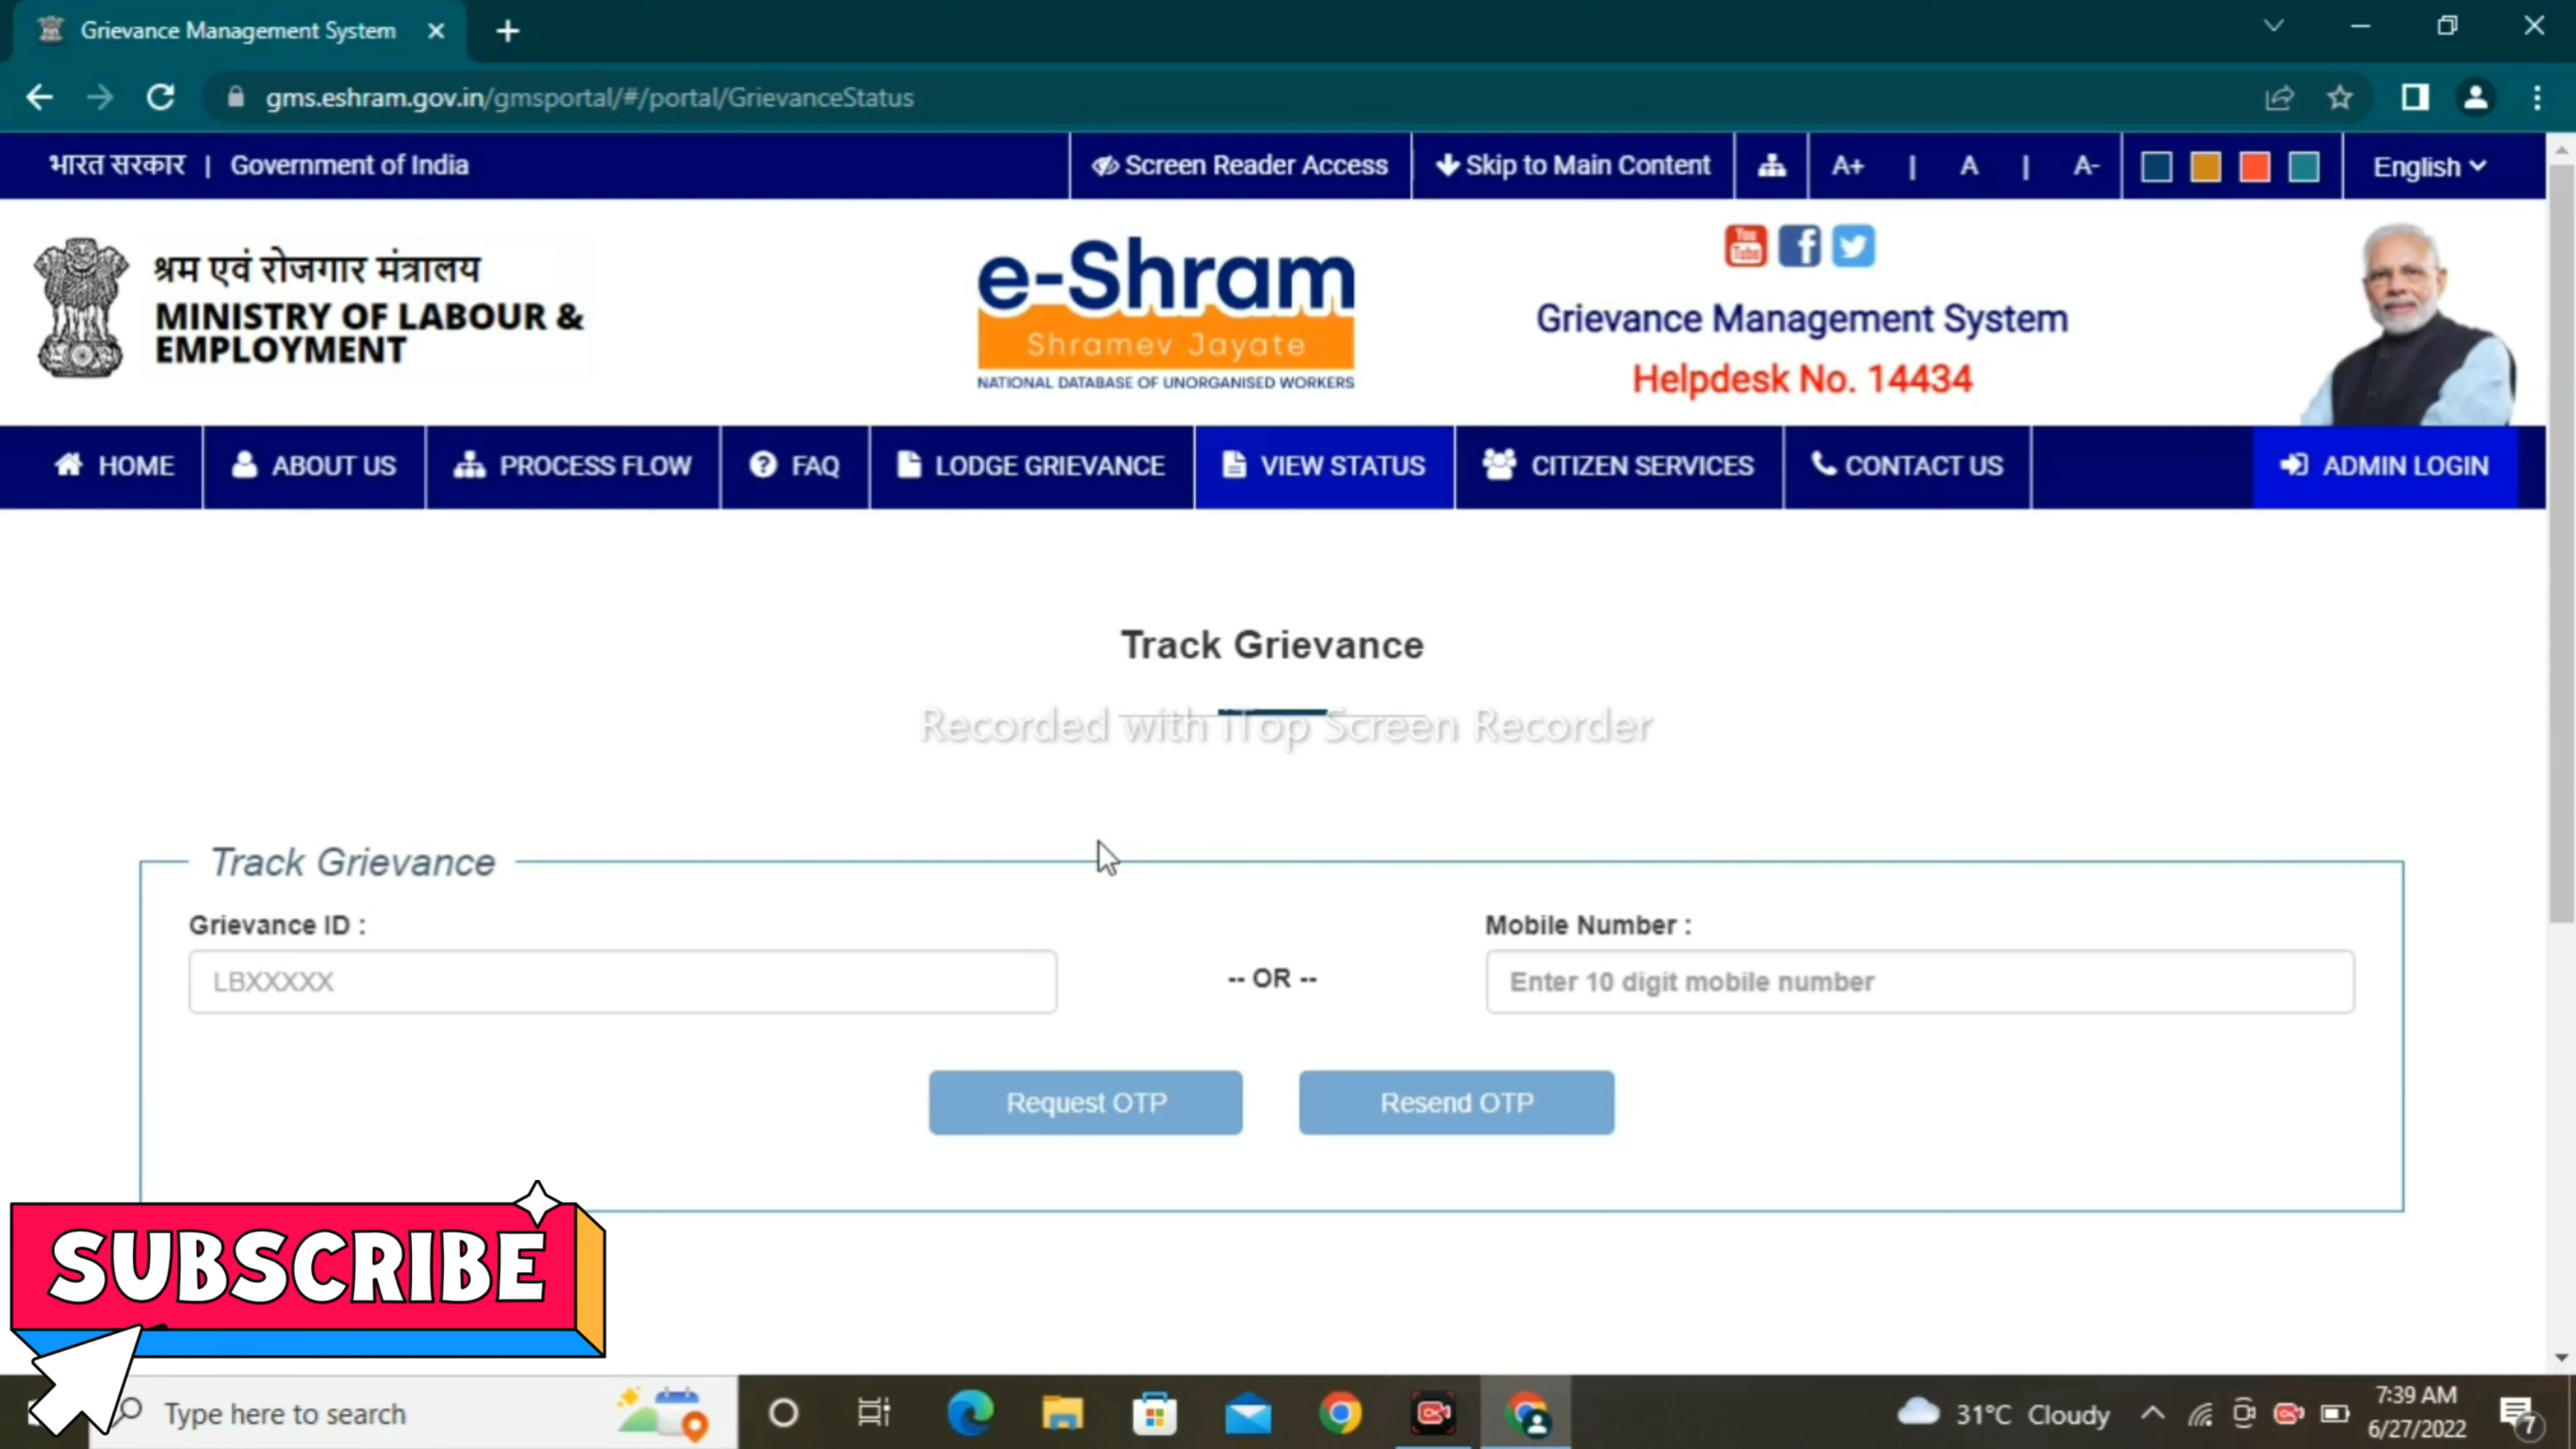 Grievance Management System
gms.eshram.gov.in/gmsportal/#/portal/GrievanceStatus
भारत सरकार | Government of India
Screen Reader Access
Skip to Main Content
A+ | A | A-
English
श्रम एवं रोजगार मंत्रालय
MINISTRY OF LABOUR &
EMPLOYMENT
e-Shram
Shramev Jayate
NATIONAL DATABASE OF UNORGANISED WORKERS
You
Tube
Grievance Management System
Helpdesk No. 14434
HOME
ABOUT US
PROCESS FLOW
FAQ
LODGE GRIEVANCE
VIEW STATUS
CITIZEN SERVICES
CONTACT US
ADMIN LOGIN
Track Grievance
Recorded with iTop Screen Recorder
Track Grievance
Grievance ID :
LBXXXXX
-- OR --
Mobile Number :
Enter 10 digit mobile number
Request OTP
Resend OTP
SUBSCRIBE
Type here to search
31°C Cloudy
7:39 AM
6/27/2022
7